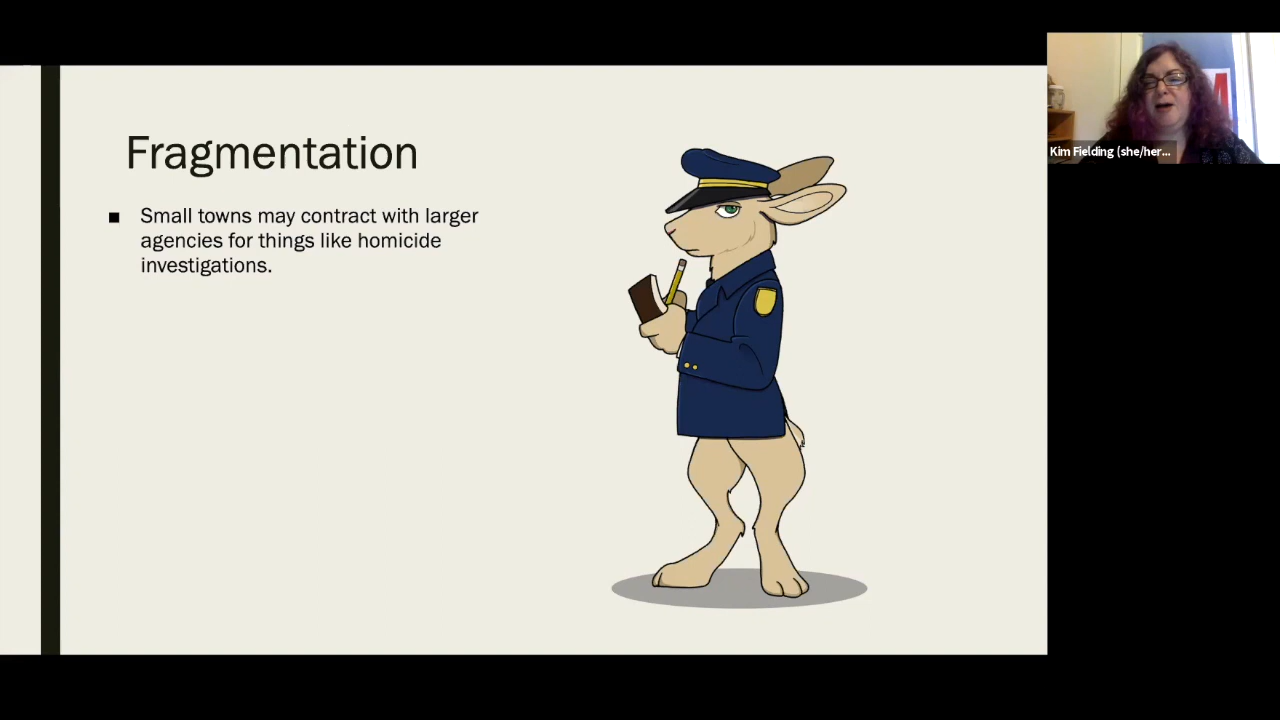 Fragmentation
Small towns may contract with larger
agencies for things like homicide
investigations.
Kim Fielding (she/her...